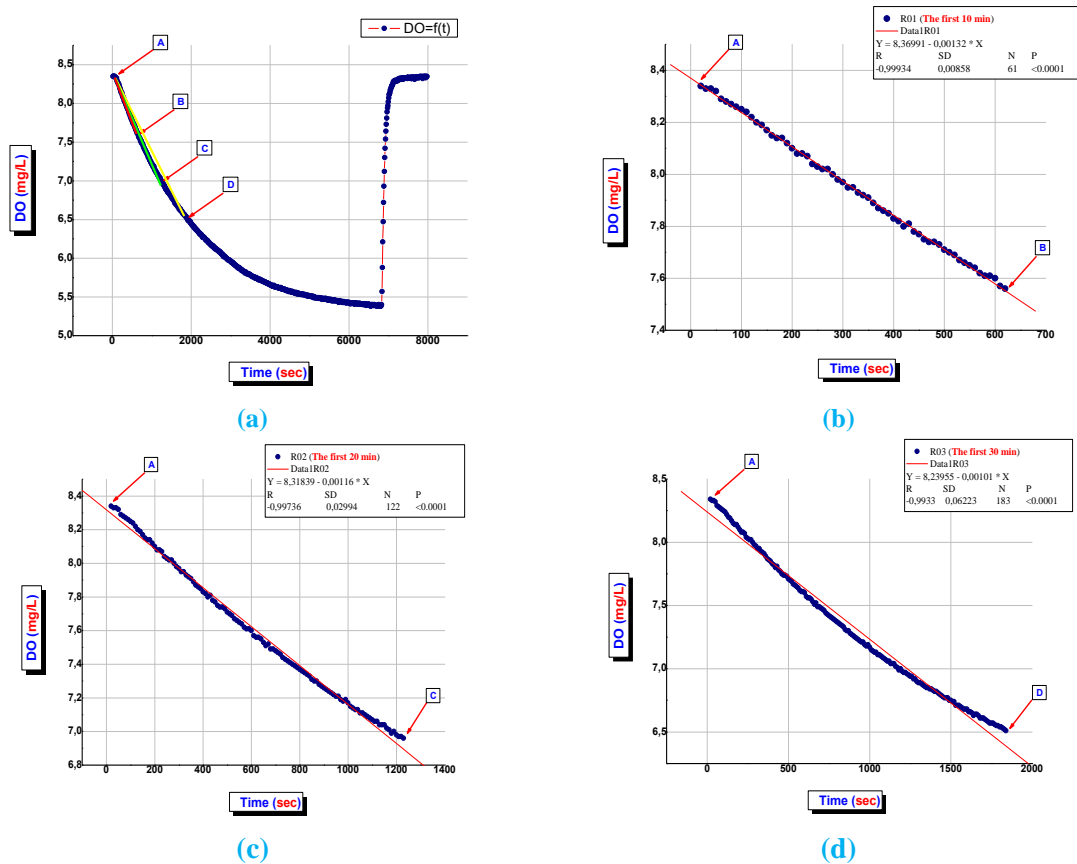 DO=f(t)
A
B
C
D
8,5
8,0
7,5
7,0
6,5
6,0
5,5
5,0
0 2000 4000 6000 8000
DO (mg/L)
Time (sec)
(a)
R01 (The first 10 min)
Data1R01
Y = 8,36991 - 0,00132 * X
R SD N P
-0,99934 0,00858 61 <0.0001
A
B
8,4
8,2
8,0
7,8
7,6
7,4
0 100 200 300 400 500 600 700
DO (mg/L)
Time (sec)
(b)
R02 (The first 20 min)
Data1R02
Y = 8,31839 - 0,00116 * X
R SD N P
-0,99736 0,02994 122 <0.0001
A
C
8,4
8,2
8,0
7,8
7,6
7,4
7,2
7,0
6,8
0 200 400 600 800 1000 1200 1400
DO (mg/L)
Time (sec)
(c)
R03 (The first 30 min)
Data1R03
Y = 8,23955 - 0,00101 * X
R SD N P
-0,9933 0,06223 183 <0.0001
A
D
8,5
8,0
7,5
7,0
6,5
0 500 1000 1500 2000
DO (mg/L)
Time (sec)
(d)